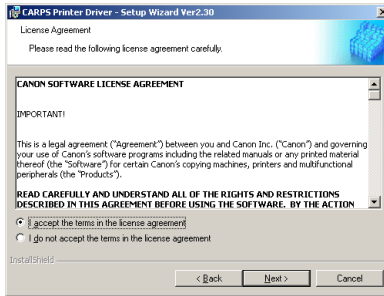 CARPS Printer Driver - Setup Wizard Ver2.30
License Agreement
Please read the following license agreement carefully.
CANON SOFTWARE LICENSE AGREEMENT
IMPORTANT!
This is a legal agreement ("Agreement") between you and Canon Inc. ("Canon") and governing
your use of Canon's software programs including the related manuals or any printed material
thereof (the "Software") for certain Canon's copying machines, printers and multifunctional
peripherals (the "Products").
READ CAREFULLY AND UNDERSTAND ALL OF THE RIGHTS AND RESTRICTIONS
DESCRIBED IN THIS AGREEMENT BEFORE USING THE SOFTWARE. BY THE ACTION
I accept the terms in the license agreement
I do not accept the terms in the license agreement
InstallShield
< Back Next > Cancel